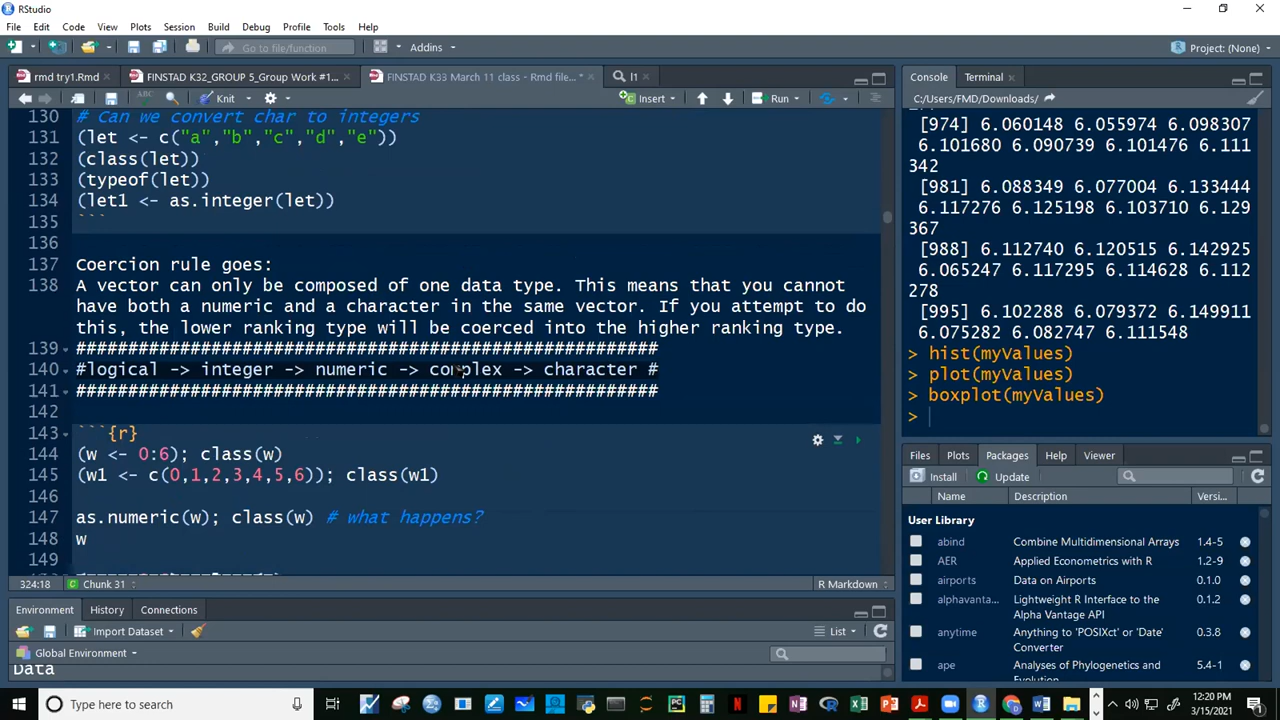 RStudio
File Edit Code View Plots Session Build Debug Profile Tools Help
Go to file/function Addins Project: (None)
rmd try1.Rmd FINSTAD K32_GROUP 5_Group Work #1... FINSTAD K33 March 11 class - Rmd file...* l1
Knit Insert Run
130 # Can we convert char to integers
131 (let <- c("a","b","c","d","e"))
132 (class(let))
133 (typeof(let))
134 (let1 <- as.integer(let))
135 ```
136
137 Coercion rule goes:
138 A vector can only be composed of one data type. This means that you cannot
have both a numeric and a character in the same vector. If you attempt to do
this, the lower ranking type will be coerced into the higher ranking type.
139 ########################################################
140 #logical -> integer -> numeric -> complex -> character #
141 ########################################################
142
143 ```{r}
144 (w <- 0:6); class(w)
145 (w1 <- c(0,1,2,3,4,5,6)); class(w1)
146
147 as.numeric(w); class(w) # what happens?
148 w
149
324:18 Chunk 31 R Markdown
Environment History Connections
Import Dataset List
Global Environment
Data
Console Terminal
C:/Users/FMD/Downloads/
[974] 6.060148 6.055974 6.098307
6.101680 6.090739 6.101476 6.111
342
[981] 6.088349 6.077004 6.133444
6.117276 6.125198 6.103710 6.129
367
[988] 6.112740 6.120515 6.142925
6.065247 6.117295 6.114628 6.112
278
[995] 6.102288 6.079372 6.149911
6.075282 6.082747 6.111548
> hist(myValues)
> plot(myValues)
> boxplot(myValues)
>
Files Plots Packages Help Viewer
Install Update
Name Description Versi...
User Library
abind Combine Multidimensional Arrays 1.4-5
AER Applied Econometrics with R 1.2-9
airports Data on Airports 0.1.0
alphavanta... Lightweight R Interface to the Alpha Vantage API 0.1.2
anytime Anything to 'POSIXct' or 'Date' Converter 0.3.8
ape Analyses of Phylogenetics and Evolution 5.4-1
Type here to search
12:20 PM
3/15/2021